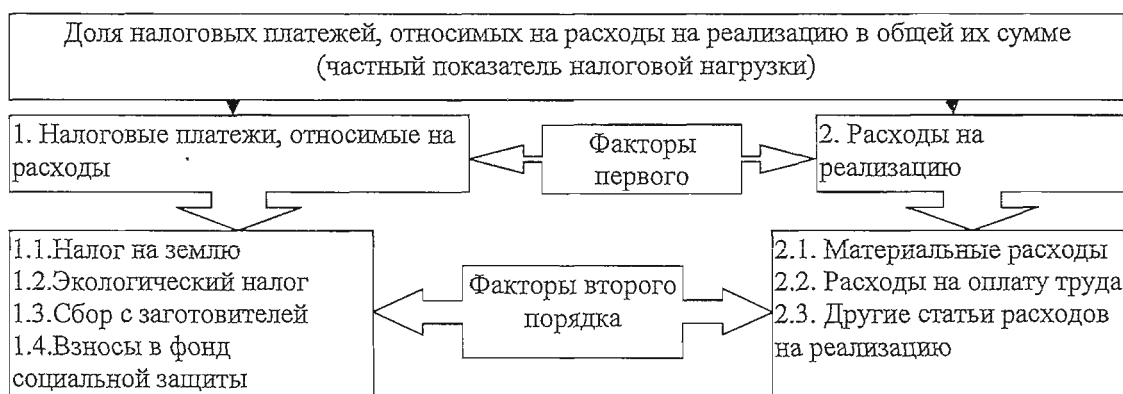 Доля налоговых платежей, относимых на расходы на реализацию в общей их сумме
(частный показатель налоговой нагрузки)
1. Налоговые платежи, относимые на
расходы
Факторы
первого
2. Расходы на
реализацию
1.1.Налог на землю
1.2.Экологический налог
1.3.Сбор с заготовителей
1.4.Взносы в фонд
социальной защиты
Факторы второго
порядка
2.1. Материальные расходы
2.2. Расходы на оплату труда
2.3. Другие статьи расходов
на реализацию